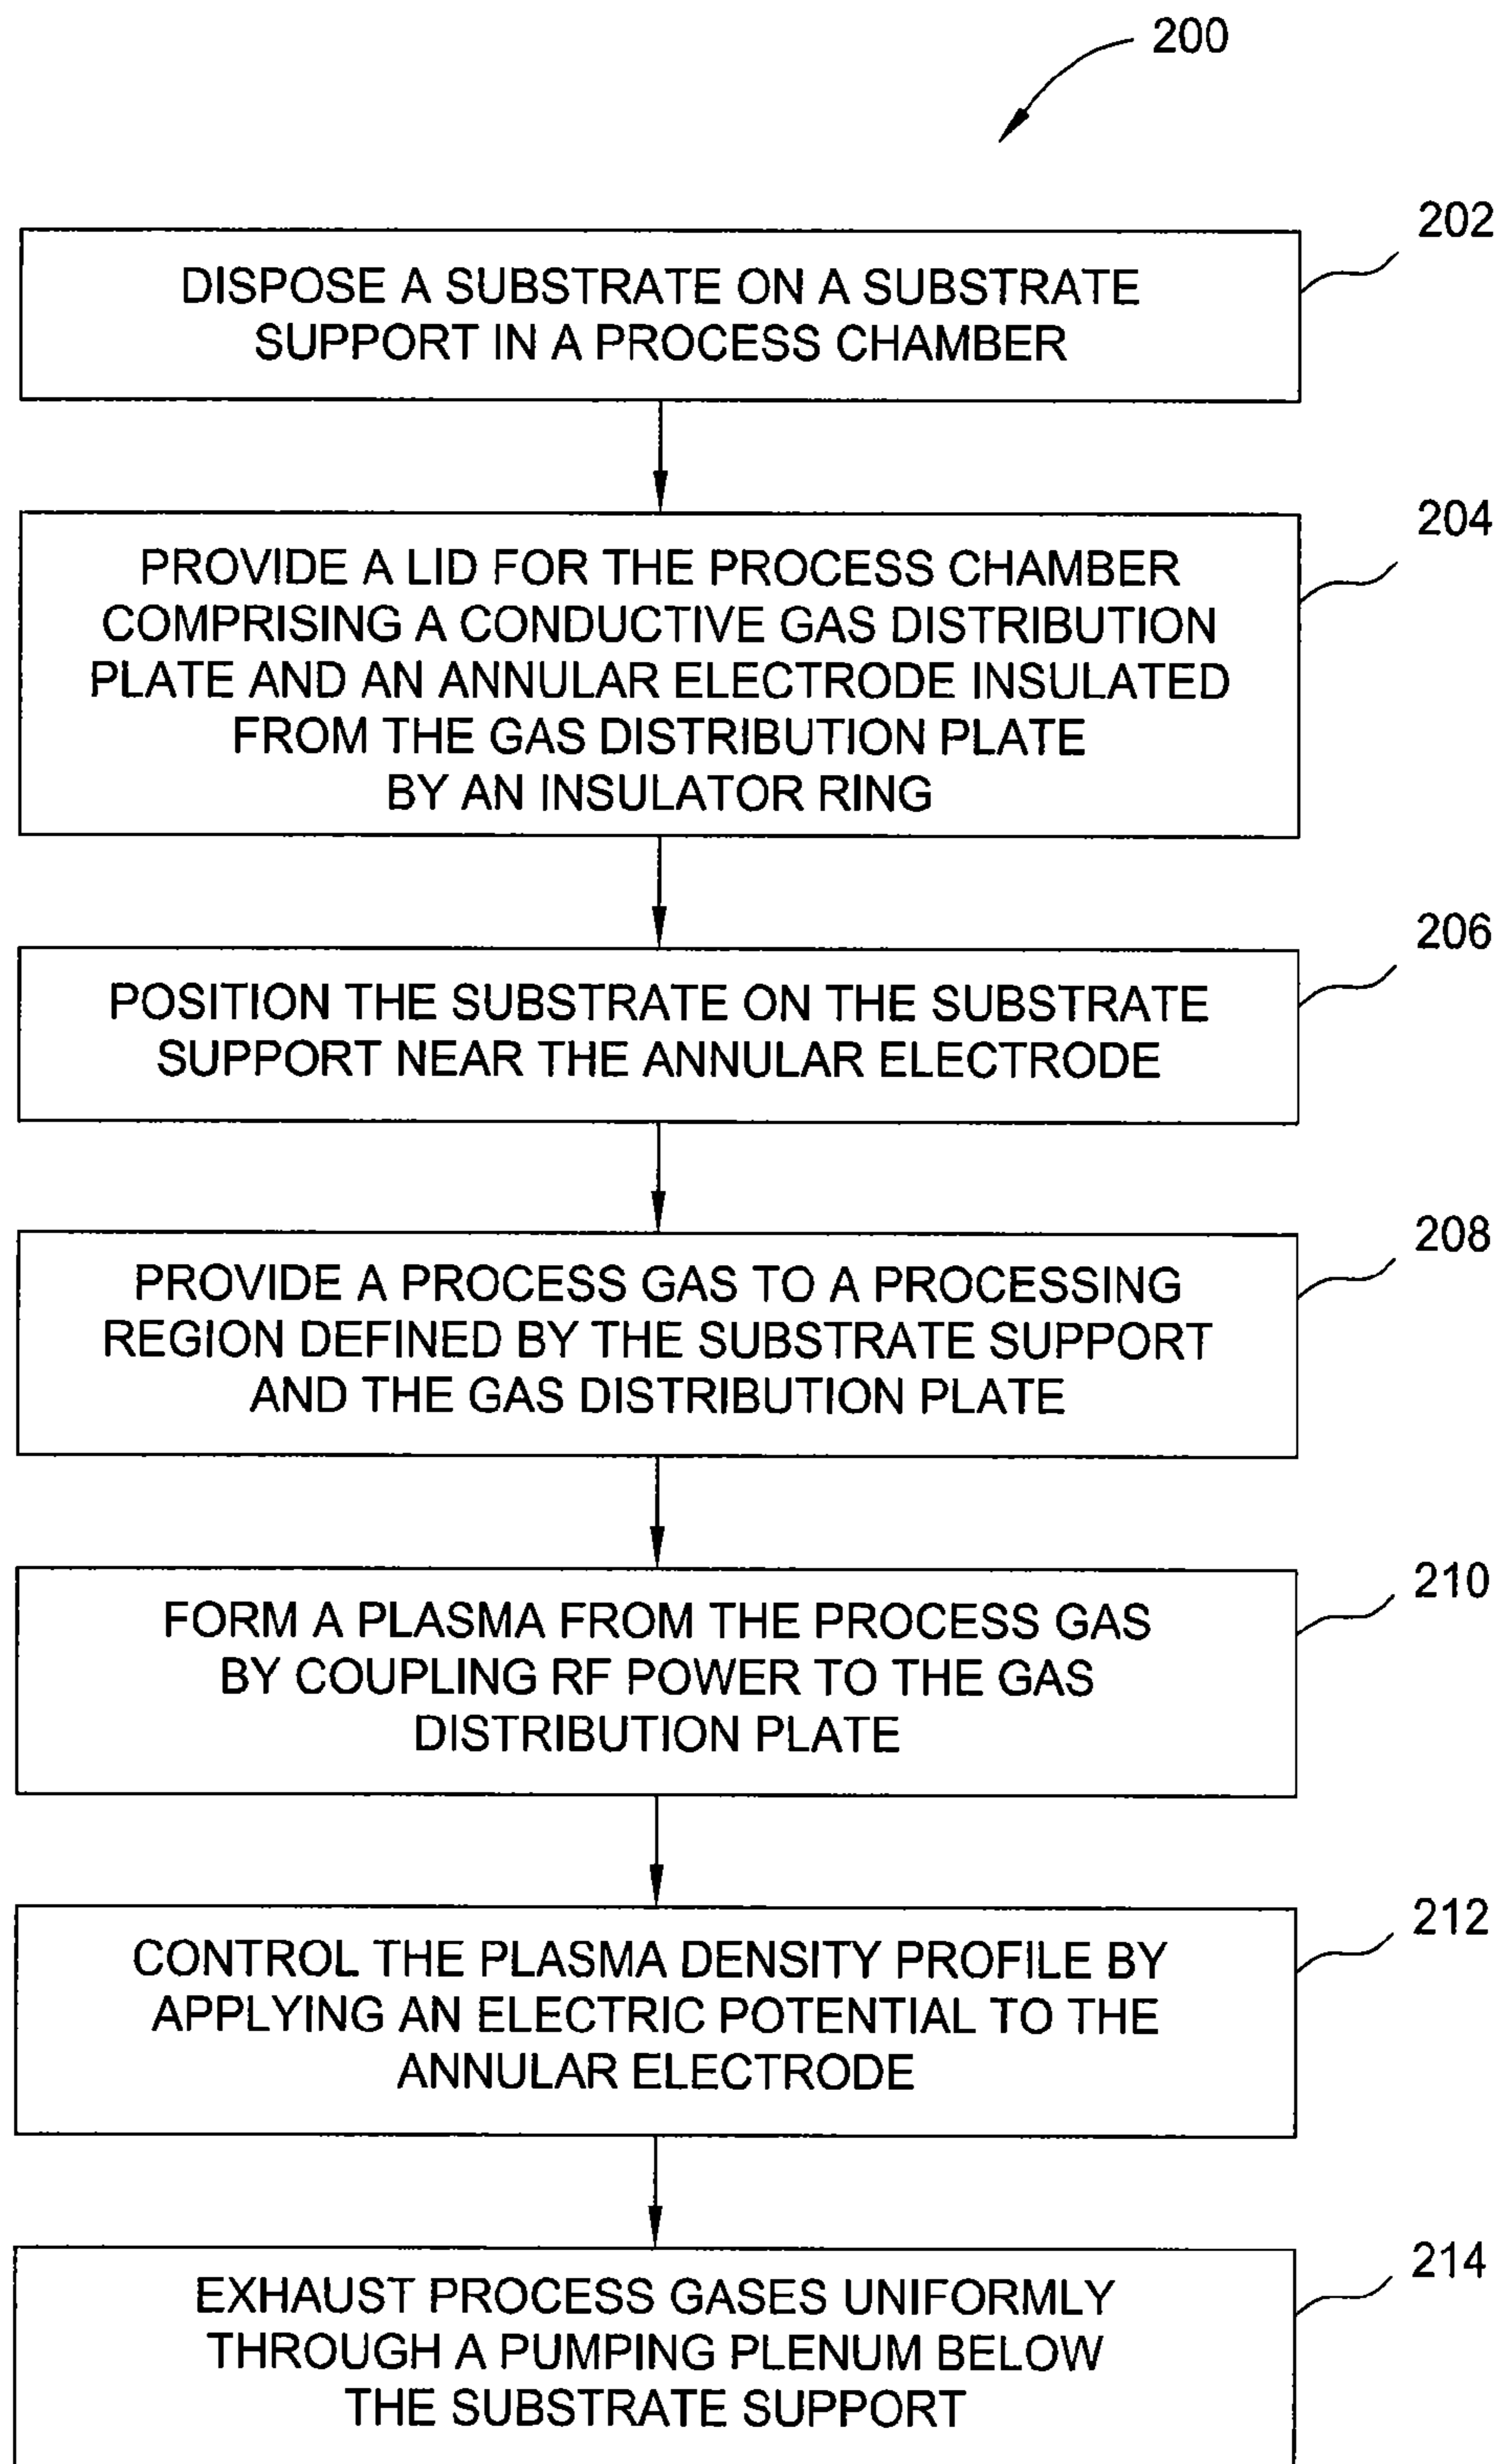 200
202
DISPOSE A SUBSTRATE ON A SUBSTRATE
SUPPORT IN A PROCESS CHAMBER
204
PROVIDE A LID FOR THE PROCESS CHAMBER
COMPRISING A CONDUCTIVE GAS DISTRIBUTION
PLATE AND AN ANNULAR ELECTRODE INSULATED
FROM THE GAS DISTRIBUTION PLATE
BY AN INSULATOR RING
206
POSITION THE SUBSTRATE ON THE SUBSTRATE
SUPPORT NEAR THE ANNULAR ELECTRODE
208
PROVIDE A PROCESS GAS TO A PROCESSING
REGION DEFINED BY THE SUBSTRATE SUPPORT
AND THE GAS DISTRIBUTION PLATE
210
FORM A PLASMA FROM THE PROCESS GAS
BY COUPLING RF POWER TO THE GAS
DISTRIBUTION PLATE
212
CONTROL THE PLASMA DENSITY PROFILE BY
APPLYING AN ELECTRIC POTENTIAL TO THE
ANNULAR ELECTRODE
214
EXHAUST PROCESS GASES UNIFORMLY
THROUGH A PUMPING PLENUM BELOW
THE SUBSTRATE SUPPORT